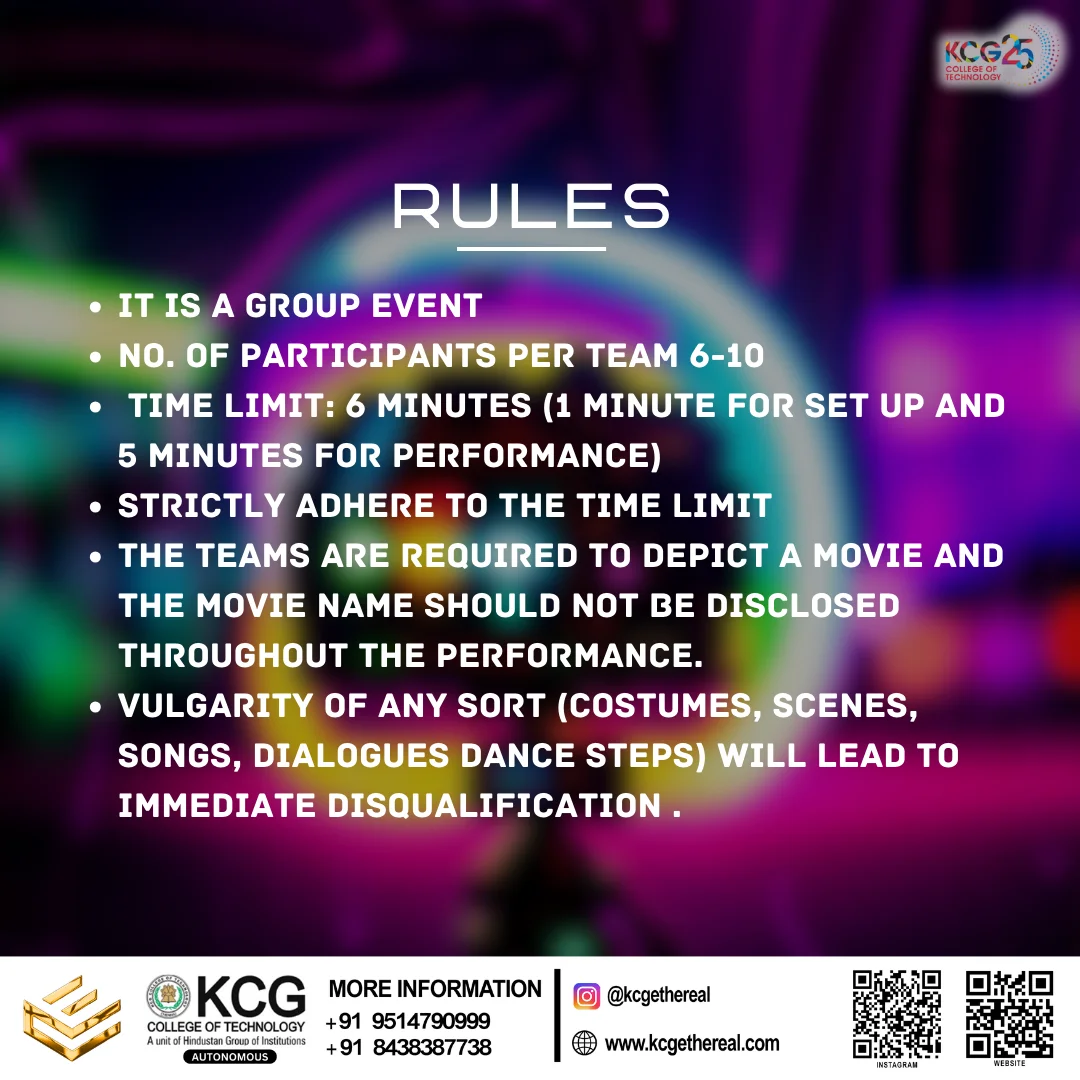 KCG25
COLLEGE OF
TECHNOLOGY
RULES
• IT IS A GROUP EVENT
• NO. OF PARTICIPANTS PER TEAM 6-10
• TIME LIMIT: 6 MINUTES (1 MINUTE FOR SET UP AND
5 MINUTES FOR PERFORMANCE)
• STRICTLY ADHERE TO THE TIME LIMIT
• THE TEAMS ARE REQUIRED TO DEPICT A MOVIE AND
THE MOVIE NAME SHOULD NOT BE DISCLOSED
THROUGHOUT THE PERFORMANCE.
• VULGARITY OF ANY SORT (COSTUMES, SCENES,
SONGS, DIALOGUES DANCE STEPS) WILL LEAD TO
IMMEDIATE DISQUALIFICATION .
KCG
COLLEGE OF TECHNOLOGY
A unit of Hindustan Group of Institutions
AUTONOMOUS
MORE INFORMATION
+91 9514790999
+91 8438387738
@kcgethereal
www.kcgethereal.com
INSTAGRAM
WEBSITE